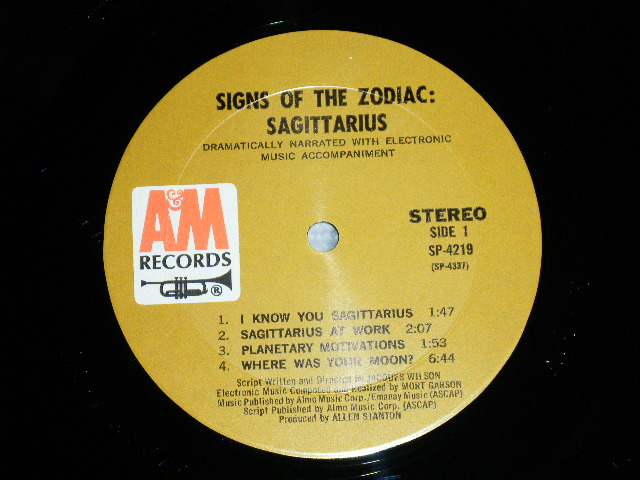 SIGNS OF THE ZODIAC:
SAGITTARIUS
DRAMATICALLY NARRATED WITH ELECTRONIC
MUSIC ACCOMPANIMENT
A&M
RECORDS
®
STEREO
SIDE 1
SP-4219
(SP-4337)
1. I KNOW YOU SAGITTARIUS 1:47
2. SAGITTARIUS AT WORK 2:07
3. PLANETARY MOTIVATIONS 1:53
4. WHERE WAS YOUR MOON? 6:44
Script Written and Directed by JACQUES WILSON
Electronic Music Composed and Realized by MORT GARSON
Music Published by Almo Music Corp./Emanay Music (ASCAP)
Script Published by Almo Music Corp. (ASCAP)
Produced by ALLEN STANTON